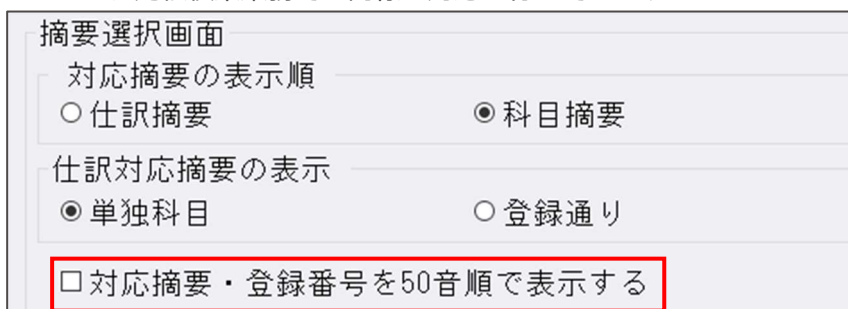 摘要選択画面
対応摘要の表示順
仕訳摘要 科目摘要
仕訳対応摘要の表示
単独科目 登録通り
対応摘要・登録番号を50音順で表示する